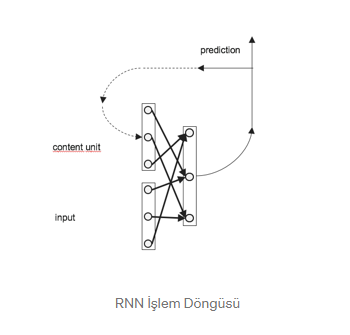 prediction
content unit
input
RNN İşlem Döngüsü